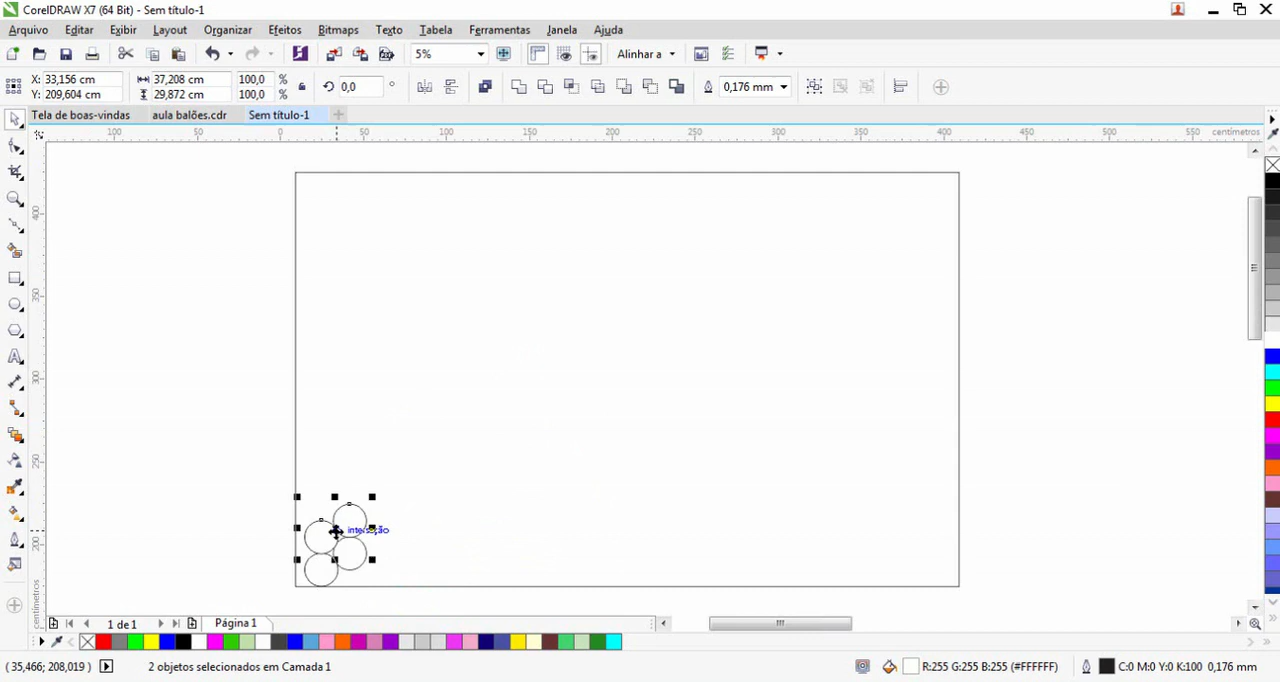 CorelDRAW X7 (64 Bit) - Sem título-1
Arquivo Editar Exibir Layout Organizar Efeitos Bitmaps Texto Tabela Ferramentas Janela Ajuda
5% Alinhar a
X: 33,156 cm 37,208 cm 100,0 % 0,0 ° 0,176 mm
Y: 209,604 cm 29,872 cm 100,0 %
Tela de boas-vindas aula balões.cdr Sem título-1
100 50 0 50 100 150 200 250 300 350 400 450 500 550 centímetros
400
350
300
250
200
centímetros
interseção
1 de 1 Página 1
( 35,466; 208,019 ) 2 objetos selecionados em Camada 1 R:255 G:255 B:255 (#FFFFFF) C:0 M:0 Y:0 K:100 0,176 mm